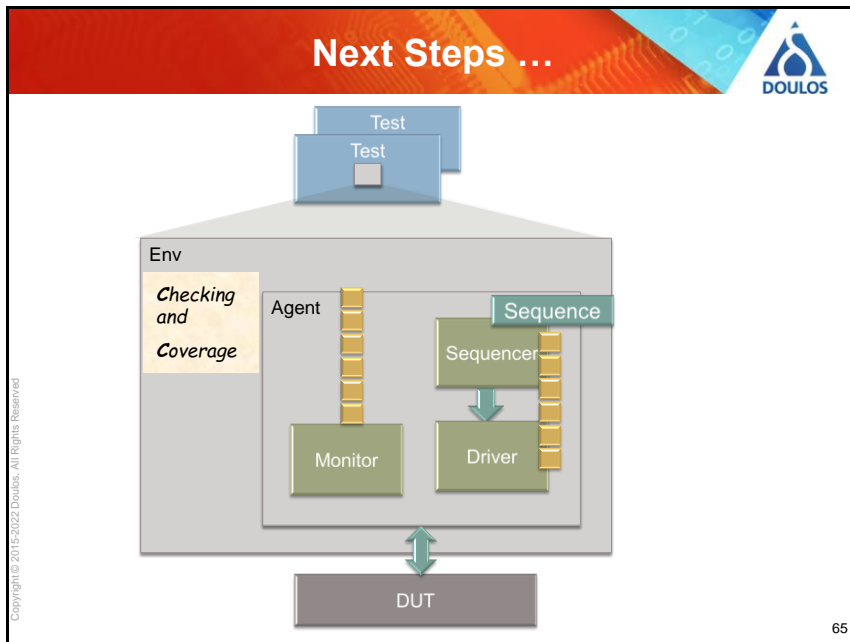 Next Steps ...
DOULOS
Test
Test
Env
Checking
and
Coverage
Agent
Sequence
Sequencer
Monitor
Driver
DUT
Copyright © 2015-2022 Doulos. All Rights Reserved
65